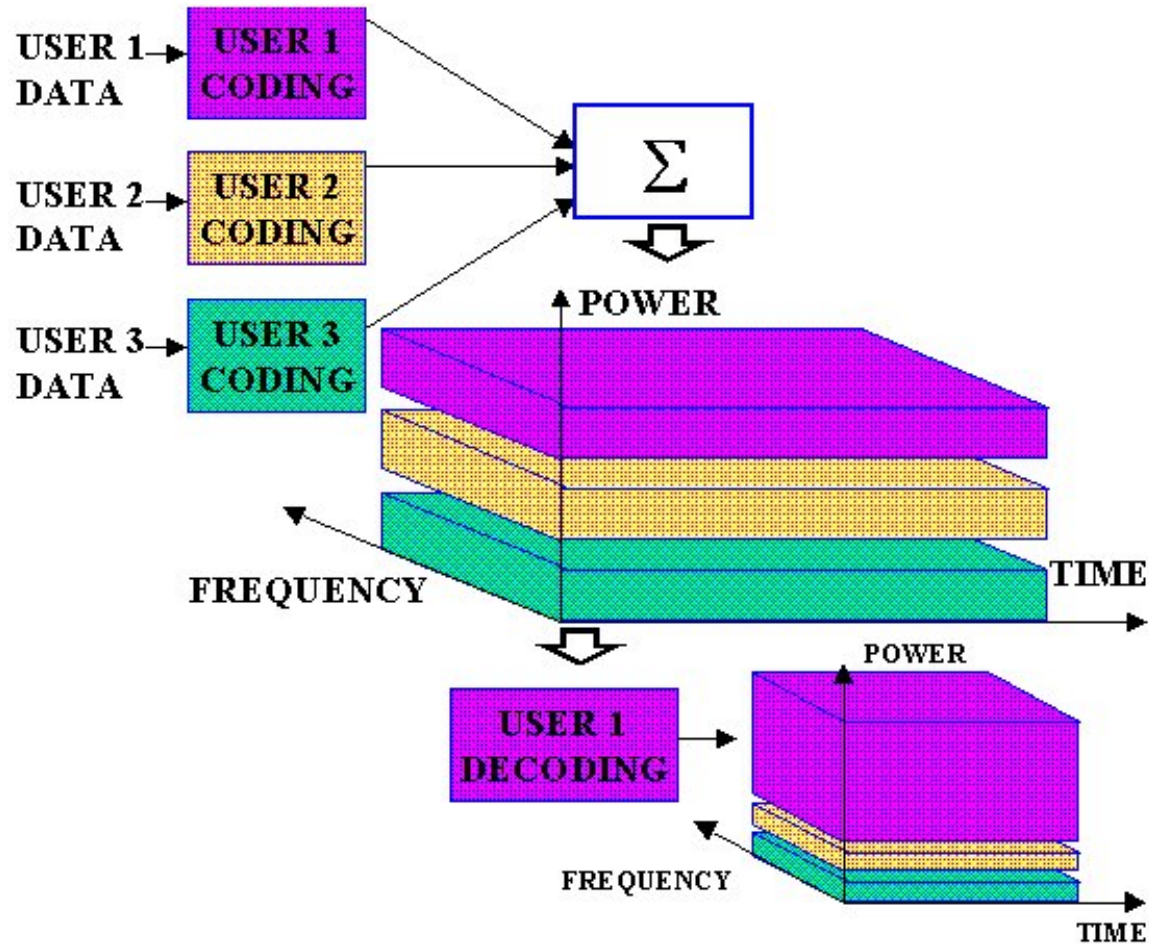 USER 1
DATA
USER 1
CODING
USER 2
DATA
USER 2
CODING
USER 3
DATA
USER 3
CODING
Σ
POWER
FREQUENCY
TIME
USER 1
DECODING
POWER
FREQUENCY
TIME